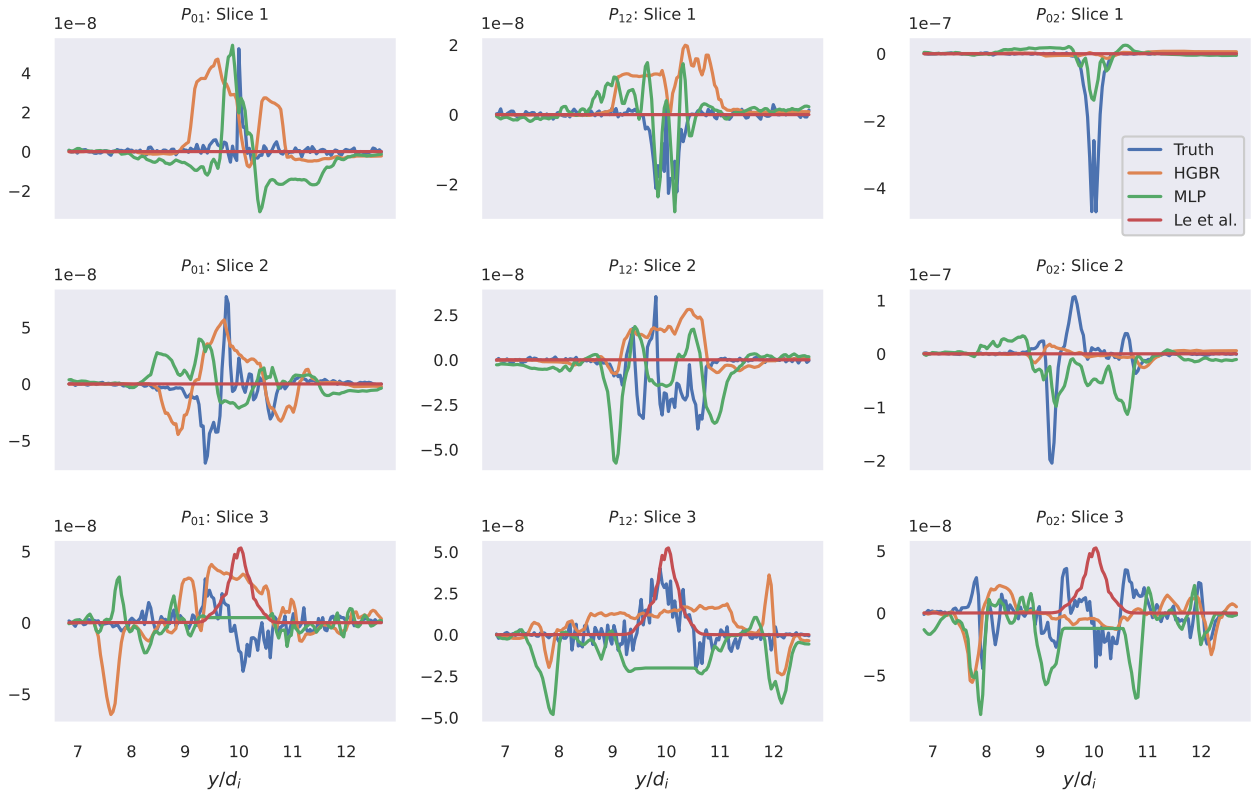 P01: Slice 1
1e−8
4
2
0
−2
P12: Slice 1
1e−8
2
0
−2
P02: Slice 1
1e−7
0
−2
−4
Truth
HGBR
MLP
Le et al.
P01: Slice 2
1e−8
5
0
−5
P12: Slice 2
1e−8
2.5
0.0
−2.5
−5.0
P02: Slice 2
1e−7
1
0
−1
−2
P01: Slice 3
1e−8
5
0
−5
7 8 9 10 11 12
y/di
P12: Slice 3
1e−8
5.0
2.5
0.0
−2.5
−5.0
7 8 9 10 11 12
y/di
P02: Slice 3
1e−8
5
0
−5
7 8 9 10 11 12
y/di